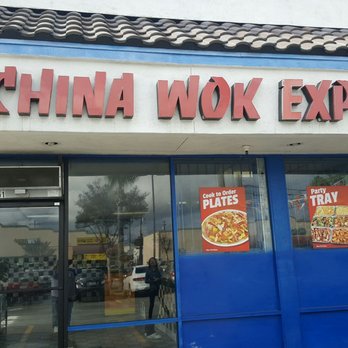 CHINA WOK EXP
Cook to Order
PLATES
Party
TRAY